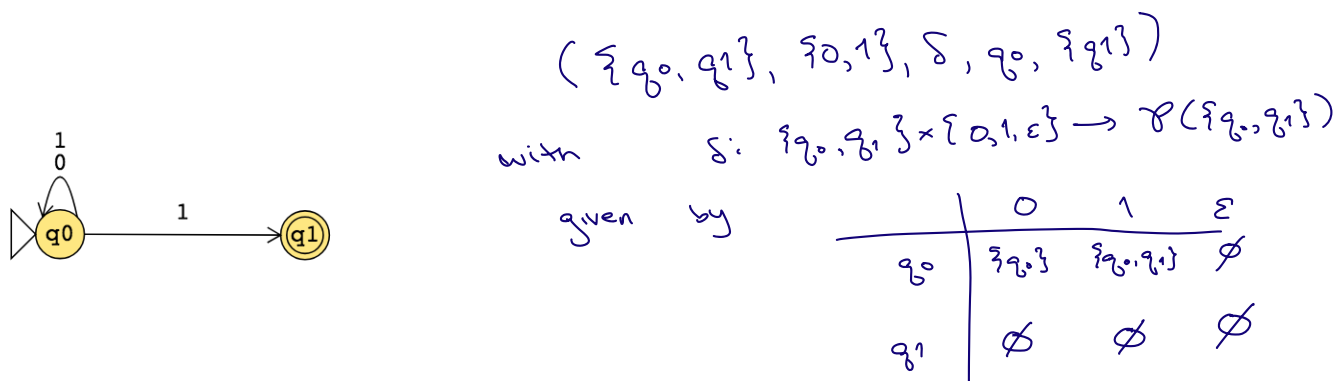 ({q0, q1}, {0,1}, δ, q0, {q1})
with δ: {q0, q1} × {0,1,ε} → P({q0, q1})
1
0
1
q0
q1
given by
0 1 ε
q0 {q0} {q0,q1} ∅
q1 ∅ ∅ ∅